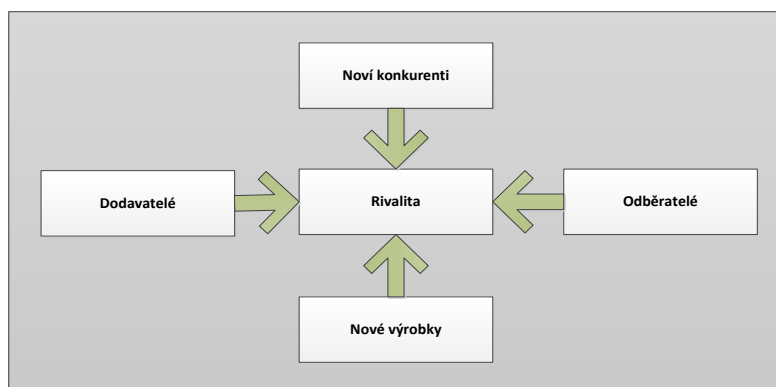 Noví konkurenti
Dodavatelé
Rivalita
Odběratelé
Nové výrobky